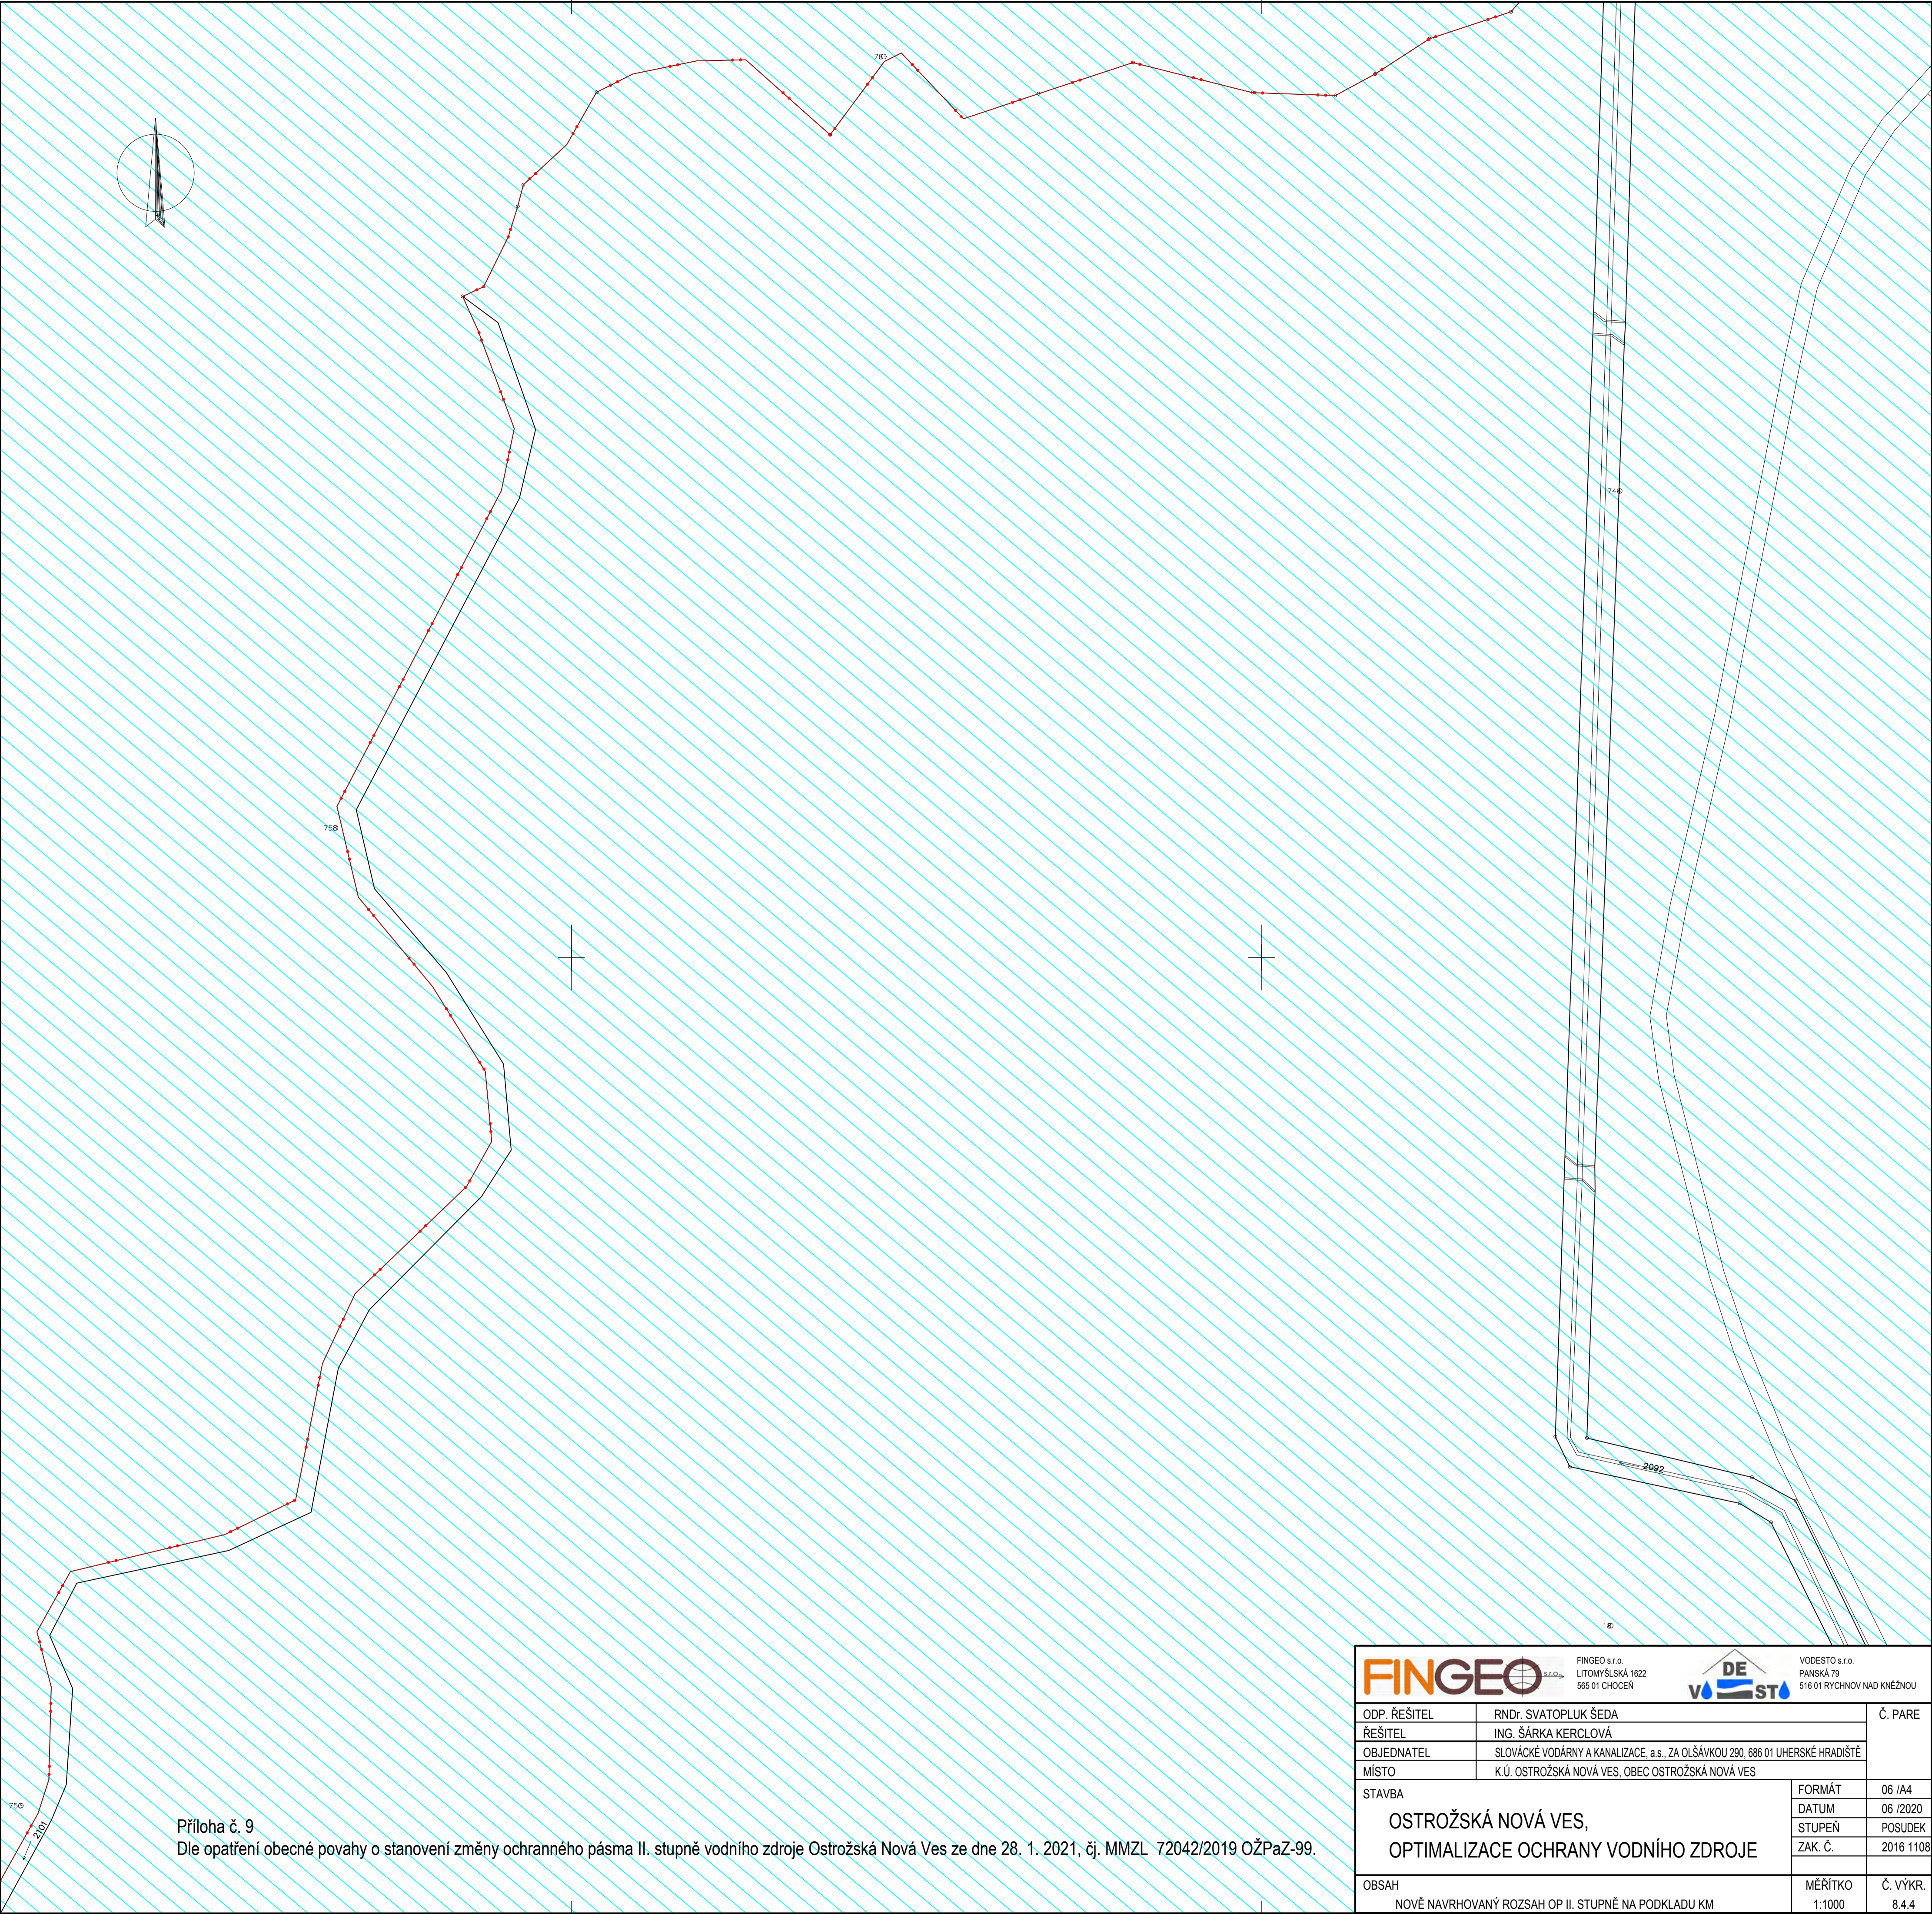 763
746
758
2092
18
753
2101
Příloha č. 9
Dle opatření obecné povahy o stanovení změny ochranného pásma II. stupně vodního zdroje Ostrožská Nová Ves ze dne 28. 1. 2021, čj. MMZL 72042/2019 OŽPaZ-99.
FINGEO s.r.o.
FINGEO s.r.o.
LITOMYŠLSKÁ 1622
565 01 CHOCEŇ
DE
V ST
VODESTO s.r.o.
PANSKÁ 79
516 01 RYCHNOV NAD KNĚŽNOU
ODP. ŘEŠITEL RNDr. SVATOPLUK ŠEDA Č. PARE
ŘEŠITEL ING. ŠÁRKA KERCLOVÁ
OBJEDNATEL SLOVÁCKÉ VODÁRNY A KANALIZACE, a.s., ZA OLŠÁVKOU 290, 686 01 UHERSKÉ HRADIŠTĚ
MÍSTO K.Ú. OSTROŽSKÁ NOVÁ VES, OBEC OSTROŽSKÁ NOVÁ VES
STAVBA
OSTROŽSKÁ NOVÁ VES,
OPTIMALIZACE OCHRANY VODNÍHO ZDROJE
FORMÁT 06 /A4
DATUM 06 /2020
STUPEŇ POSUDEK
ZAK. Č. 2016 1108
OBSAH
NOVĚ NAVRHOVANÝ ROZSAH OP II. STUPNĚ NA PODKLADU KM
MĚŘÍTKO Č. VÝKR.
1:1000 8.4.4